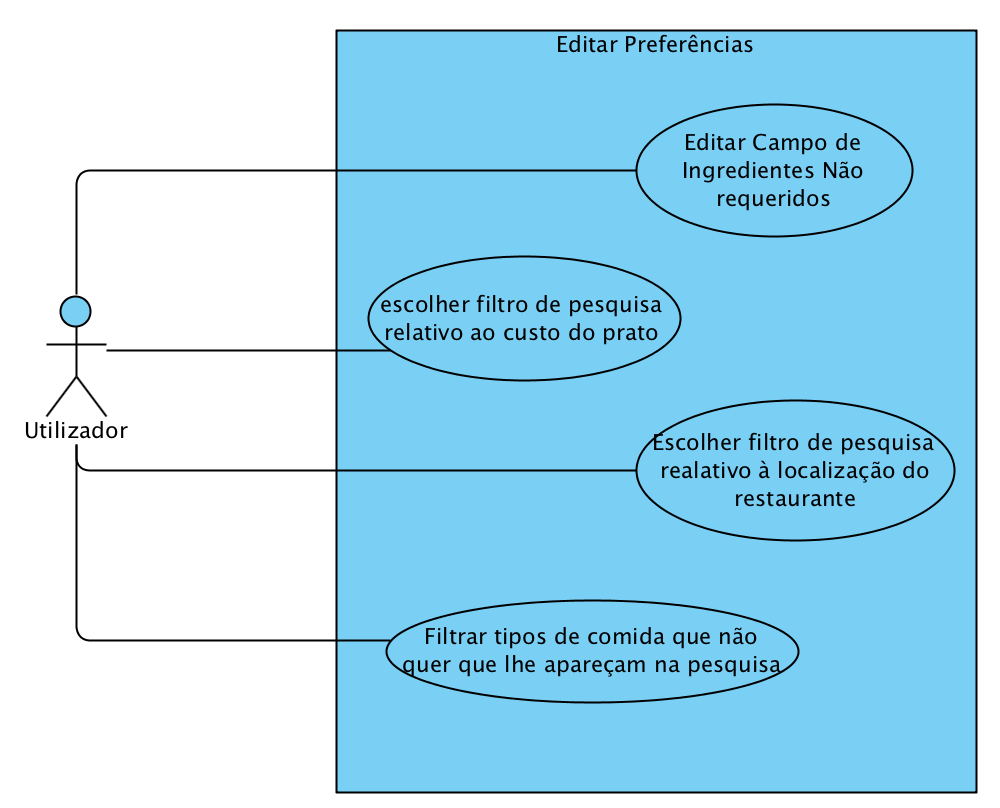 Editar Preferências
Editar Campo de
Ingredientes Não
requeridos
escolher filtro de pesquisa
relativo ao custo do prato
Utilizador
Escolher filtro de pesquisa
realativo à localização do
restaurante
Filtrar tipos de comida que não
quer que lhe apareçam na pesquisa